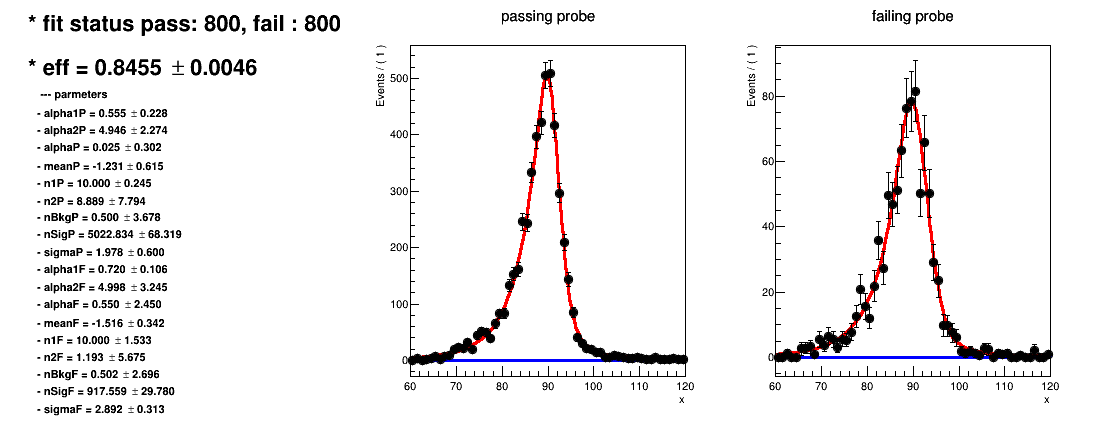 * fit status pass: 800, fail : 800
* eff = 0.8455 ± 0.0046
--- parmeters
- alpha1P = 0.555 ± 0.228
- alpha2P = 4.946 ± 2.274
- alphaP = 0.025 ± 0.302
- meanP = -1.231 ± 0.615
- n1P = 10.000 ± 0.245
- n2P = 8.889 ± 7.794
- nBkgP = 0.500 ± 3.678
- nSigP = 5022.834 ± 68.319
- sigmaP = 1.978 ± 0.600
- alpha1F = 0.720 ± 0.106
- alpha2F = 4.998 ± 3.245
- alphaF = 0.550 ± 2.450
- meanF = -1.516 ± 0.342
- n1F = 10.000 ± 1.533
- n2F = 1.193 ± 5.675
- nBkgF = 0.502 ± 2.696
- nSigF = 917.559 ± 29.780
- sigmaF = 2.892 ± 0.313
passing probe
Events / ( 1 )
500
400
300
200
100
0
60 70 80 90 100 110 120
x
failing probe
Events / ( 1 )
80
60
40
20
0
60 70 80 90 100 110 120
x